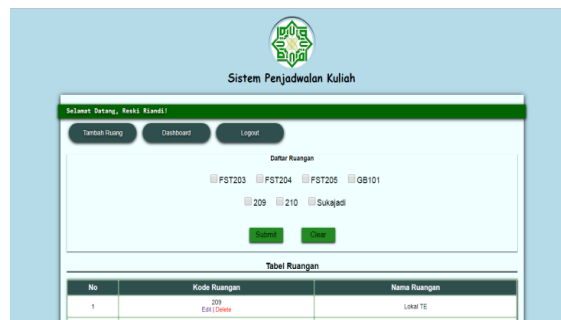 Sistem Penjadwalan Kuliah
Selamat Datang, Reski Riandi!
Tambah Ruang Dashboard Logout
Daftar Ruangan
FST203 FST204 FST205 GB101
209 210 Sukajadi
Submit Clear
Tabel Ruangan
No Kode Ruangan Nama Ruangan
1 209 Lokal TE
Edit | Delete